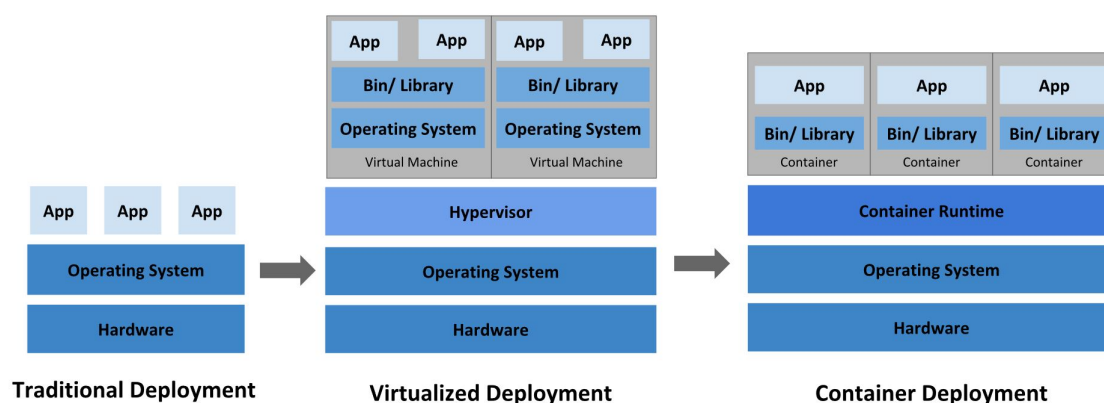 App App App
Operating System
Hardware
Traditional Deployment
App App App App
Bin/ Library Bin/ Library
Operating System Operating System
Virtual Machine Virtual Machine
Hypervisor
Operating System
Hardware
Virtualized Deployment
App App App
Bin/ Library Bin/ Library Bin/ Library
Container Container Container
Container Runtime
Operating System
Hardware
Container Deployment